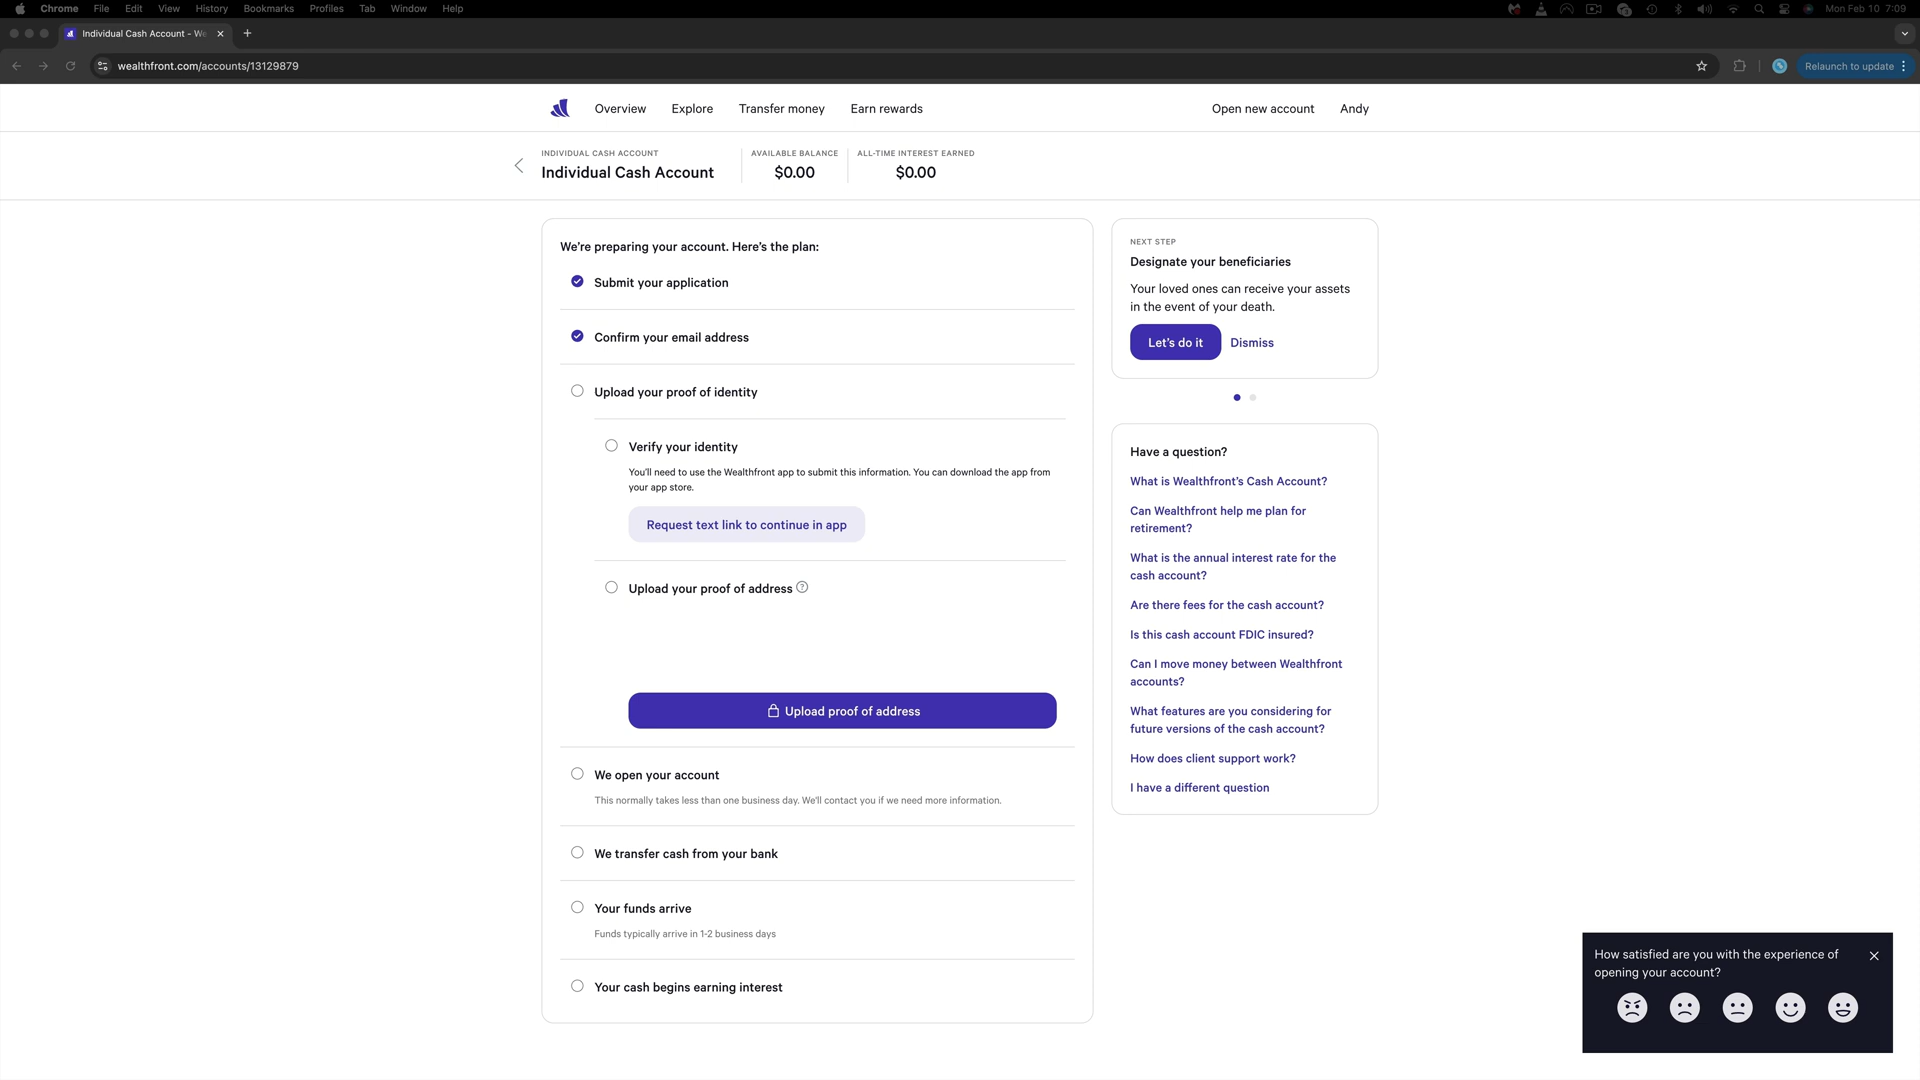 Chrome File Edit View History Bookmarks Profiles Tab Window Help Mon Feb 10 7:09
Individual Cash Account - We
wealthfront.com/accounts/13129879 Relaunch to update
Overview Explore Transfer money Earn rewards Open new account Andy
INDIVIDUAL CASH ACCOUNT AVAILABLE BALANCE ALL-TIME INTEREST EARNED
Individual Cash Account $0.00 $0.00
We're preparing your account. Here's the plan:
Submit your application
Confirm your email address
Upload your proof of identity
Verify your identity
You'll need to use the Wealthfront app to submit this information. You can download the app from
your app store.
Request text link to continue in app
Upload your proof of address
Upload proof of address
We open your account
This normally takes less than one business day. We'll contact you if we need more information.
We transfer cash from your bank
Your funds arrive
Funds typically arrive in 1-2 business days
Your cash begins earning interest
NEXT STEP
Designate your beneficiaries
Your loved ones can receive your assets
in the event of your death.
Let's do it Dismiss
Have a question?
What is Wealthfront's Cash Account?
Can Wealthfront help me plan for
retirement?
What is the annual interest rate for the
cash account?
Are there fees for the cash account?
Is this cash account FDIC insured?
Can I move money between Wealthfront
accounts?
What features are you considering for
future versions of the cash account?
How does client support work?
I have a different question
How satisfied are you with the experience of
opening your account?